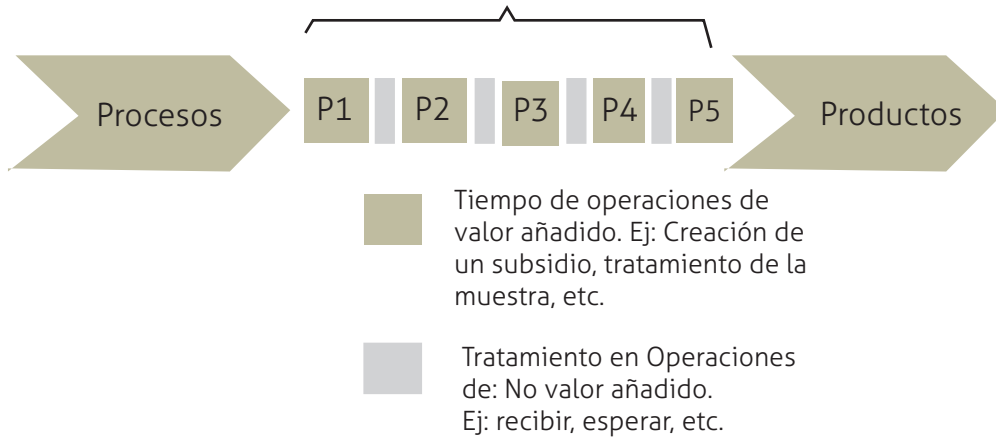 Procesos P1 P2 P3 P4 P5 Productos
Tiempo de operaciones de
valor añadido. Ej: Creación de
un subsidio, tratamiento de la
muestra, etc.
Tratamiento en Operaciones
de: No valor añadido.
Ej: recibir, esperar, etc.